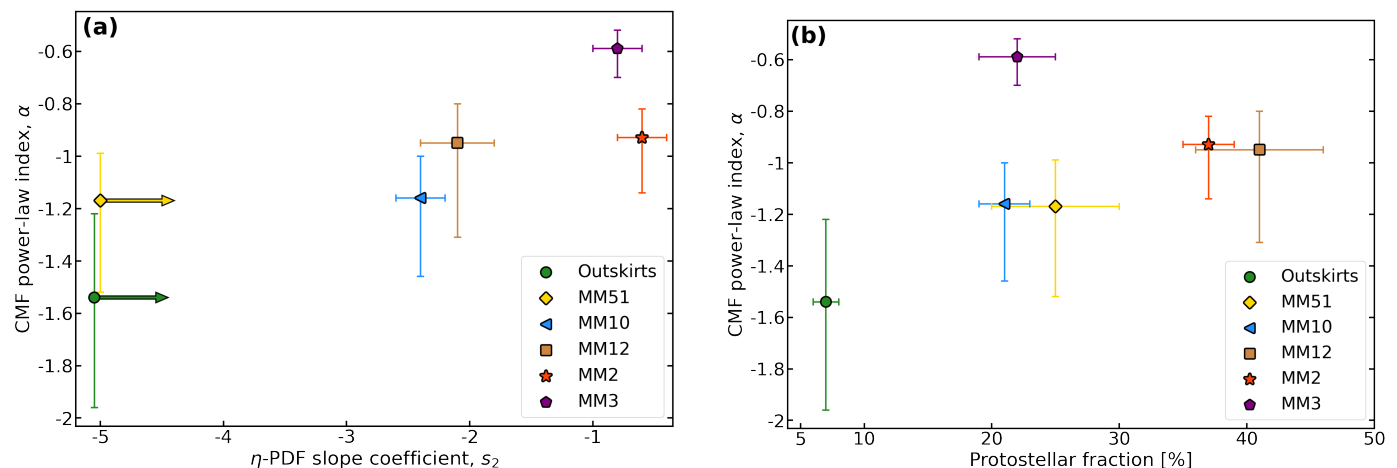 (a)
CMF power-law index, α
-0.6
-0.8
-1
-1.2
-1.4
-1.6
-1.8
-2
-5
-4
-3
-2
-1
η-PDF slope coefficient, s₂
Outskirts
MM51
MM10
MM12
MM2
MM3
(b)
CMF power-law index, α
-0.6
-0.8
-1
-1.2
-1.4
-1.6
-1.8
-2
5
10
20
30
40
50
Protostellar fraction [%]
Outskirts
MM51
MM10
MM12
MM2
MM3